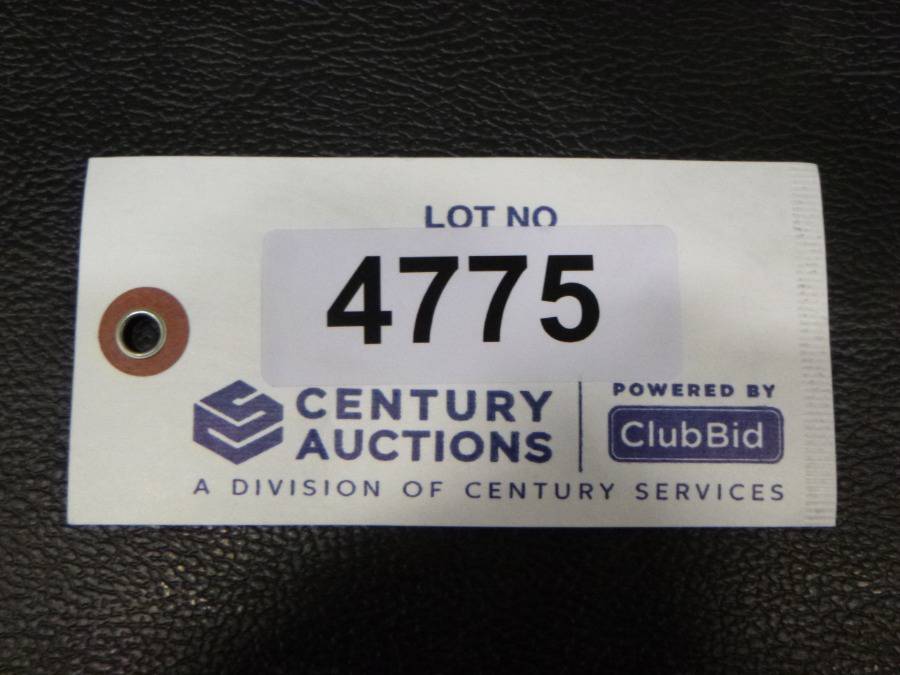 LOT NO
4775
CENTURY
AUCTIONS
POWERED BY
ClubBid
A DIVISION OF CENTURY SERVICES